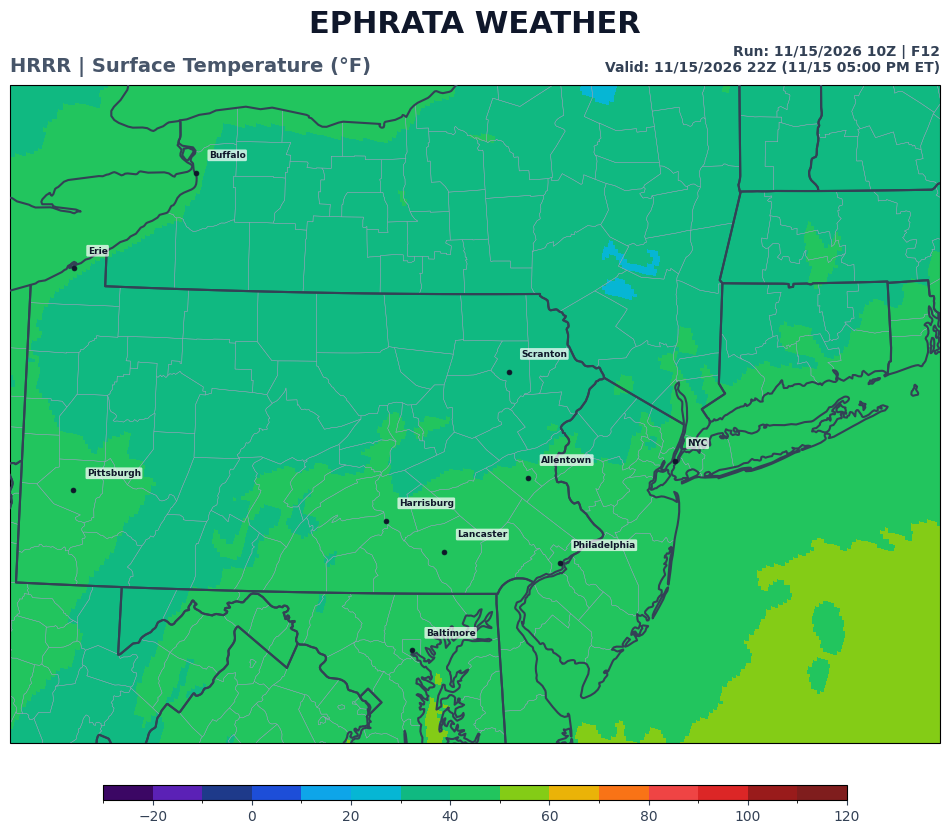 EPHRATA WEATHER
Run: 11/15/2026 10Z | F12
HRRR | Surface Temperature (°F)
Valid: 11/15/2026 22Z (11/15 05:00 PM ET)
Buffalo
Erie
Scranton
NYC
Allentown
Pittsburgh
Harrisburg
Lancaster
Philadelphia
Baltimore
−20 0 20 40 60 80 100 120